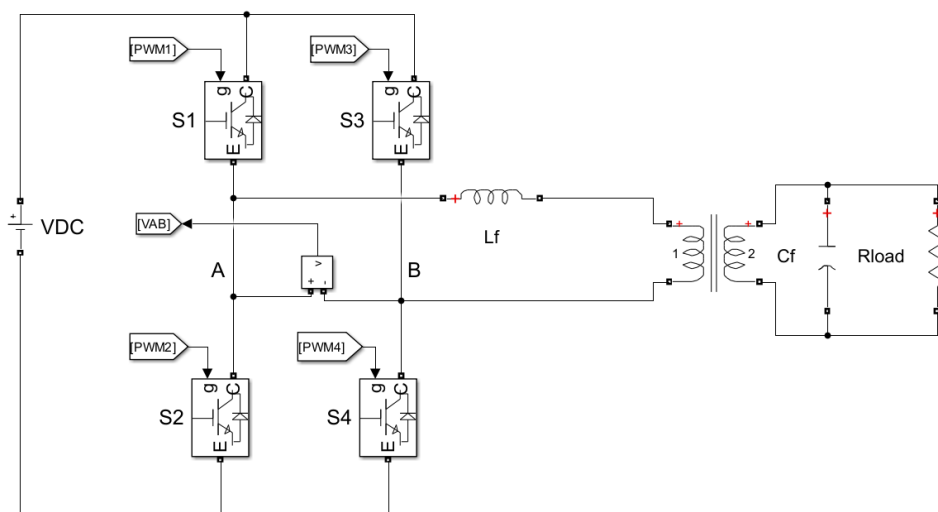 [PWM1]
[PWM3]
g
C
E
S1
g
C
E
S3
+
VDC
[VAB]
A
v
+ -
B
+
Lf
+
1
+
2
+
Cf
+
Rload
[PWM2]
[PWM4]
g
C
E
S2
g
C
E
S4